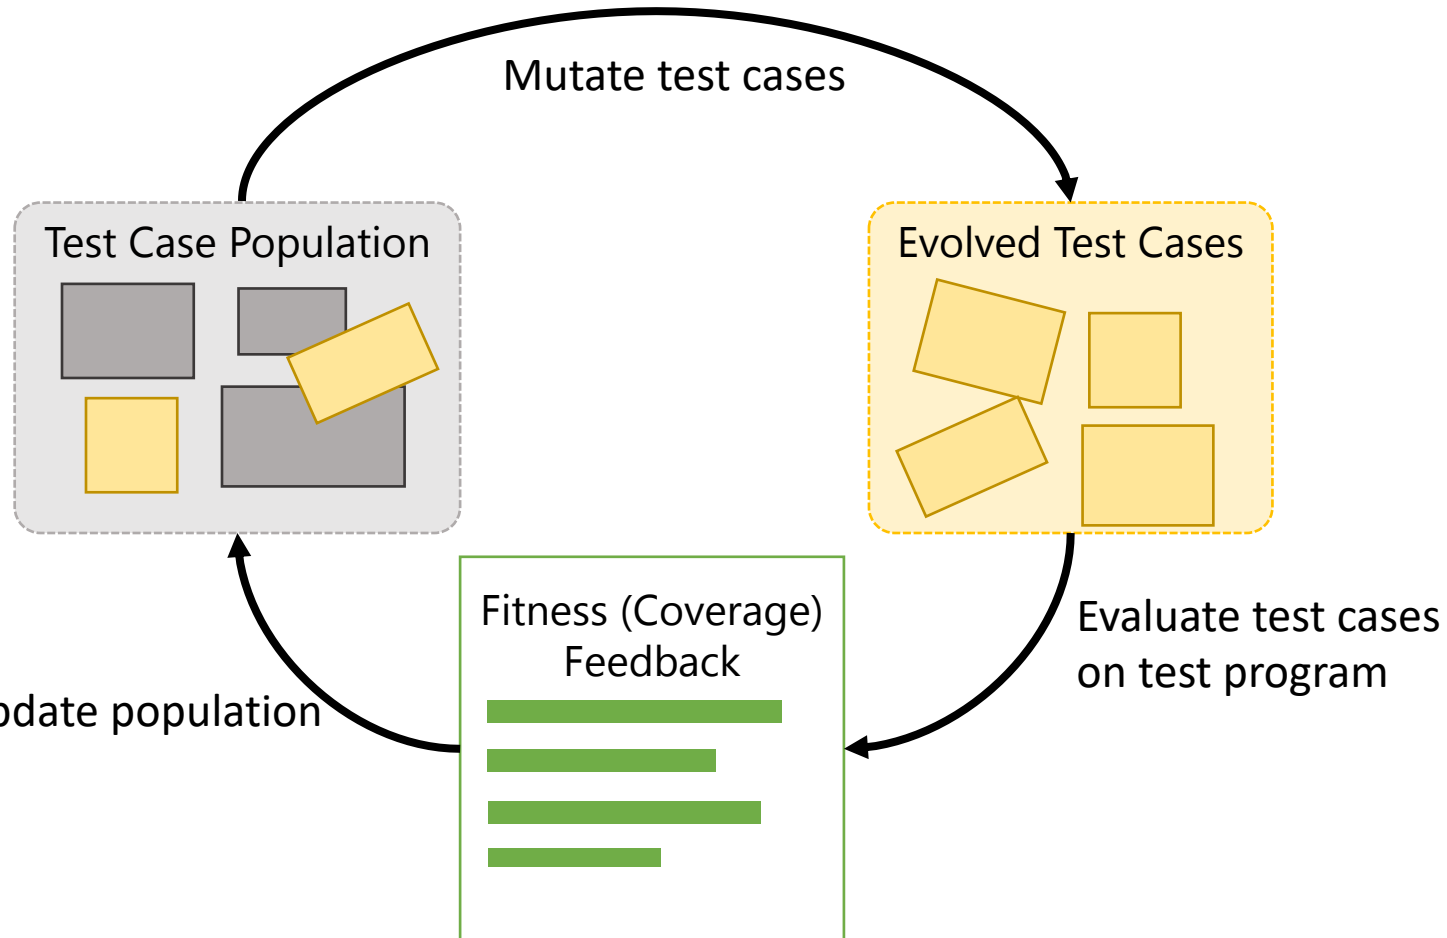 Mutate test cases
Test Case Population
Evolved Test Cases
Fitness (Coverage)
Feedback
Evaluate test cases
on test program
pdate population